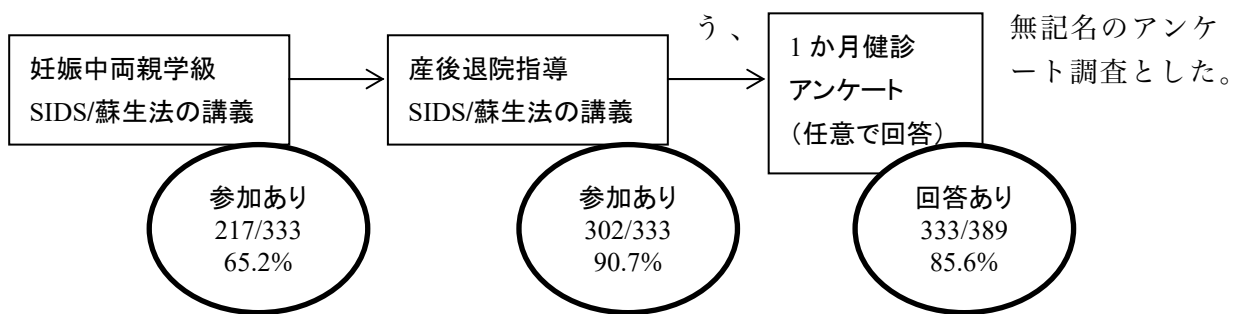 妊娠中両親学級
SIDS/蘇生法の講義
参加あり
217/333
65.2%
産後退院指導
SIDS/蘇生法の講義
参加あり
302/333
90.7%
う、
1 か月健診
アンケート
（任意で回答）
回答あり
333/389
85.6%
無記名のアンケ
ート調査とした。